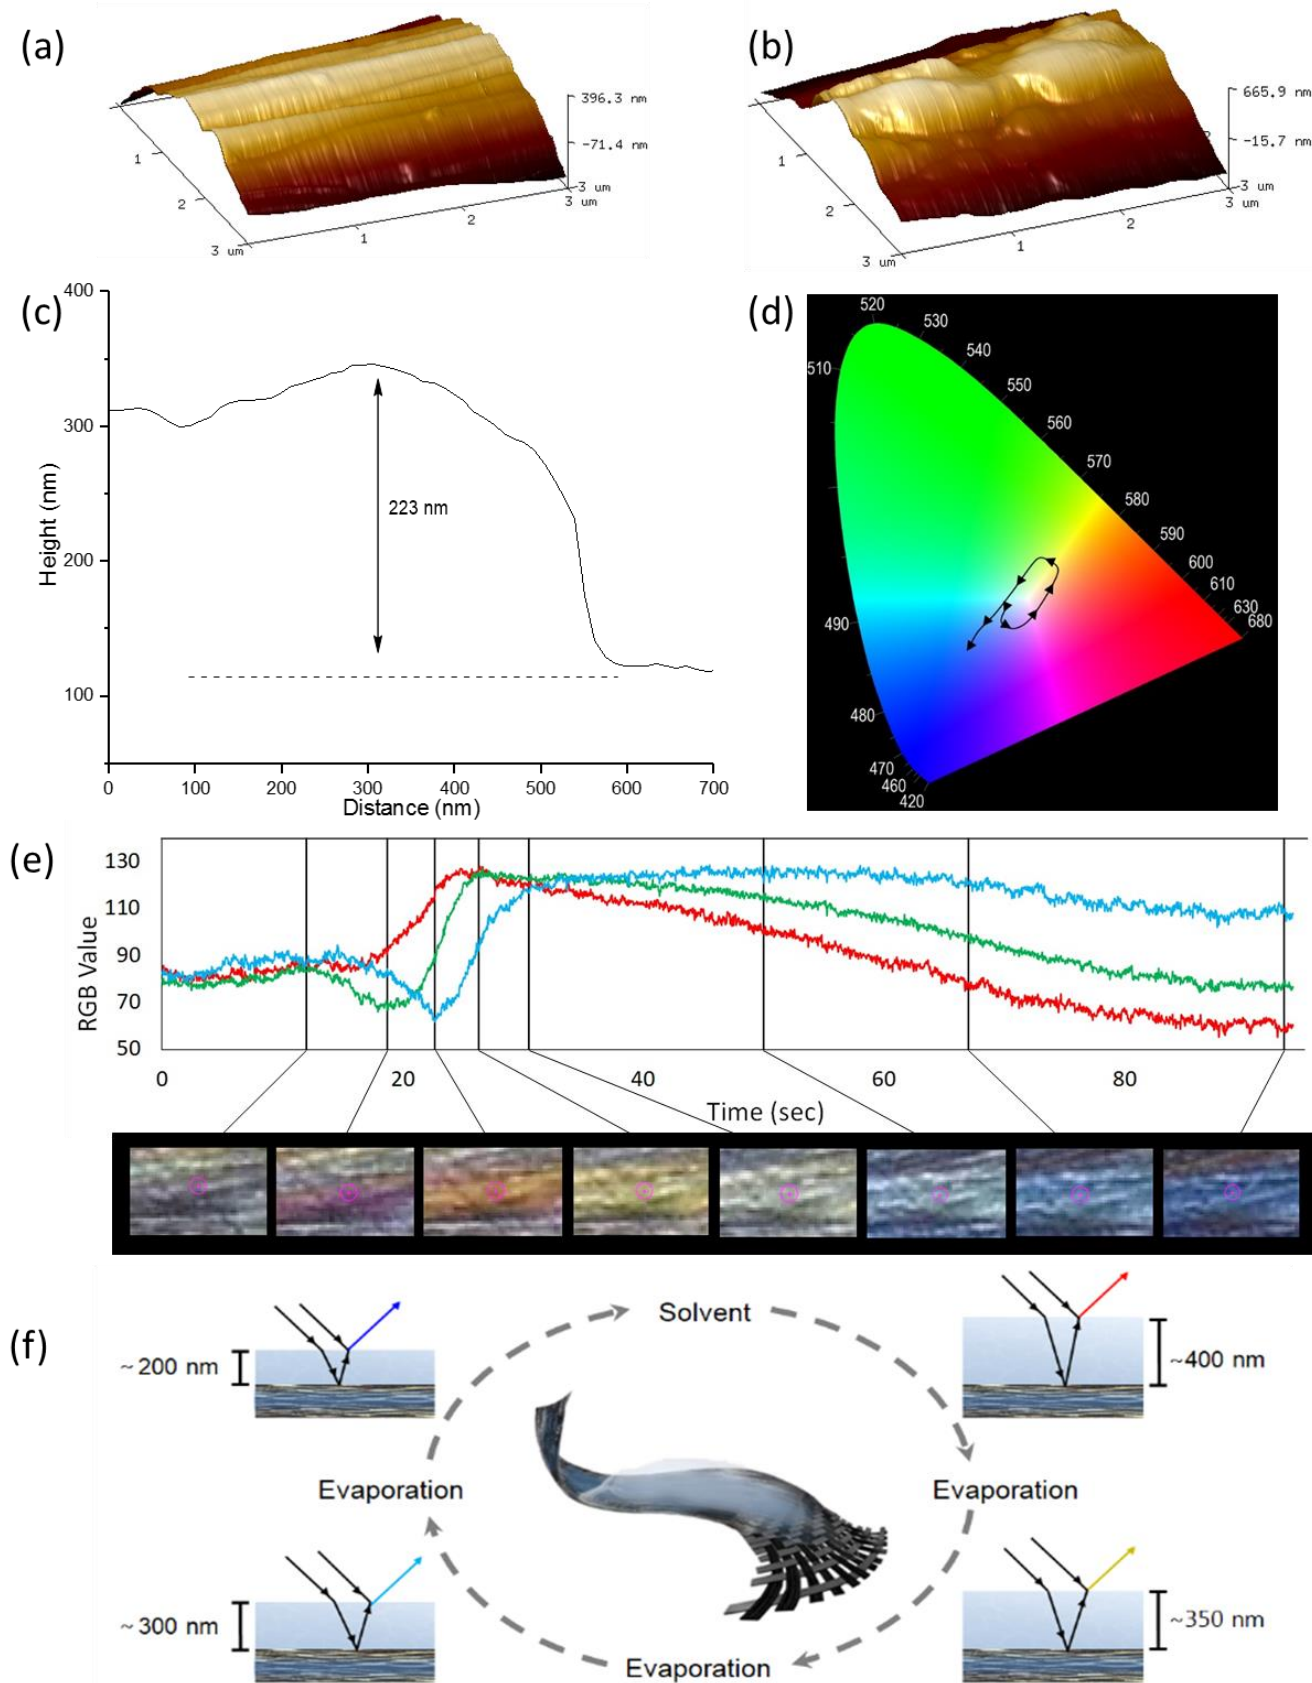 (a)
396.3 nm
-71.4 nm
1
2
3 um
1
2
3
um
3 um
(b)
665.9 nm
-15.7 nm
1
2
3 um
1
2
3
um
3 um
(c)
400
300
200
100
Height (nm)
223 nm
0 100 200 300 400 500 600 700
Distance (nm)
(d)
520
530
540
550
560
570
580
590
600
610
630
680
510
490
480
470
460
420
(e)
130
110
90
70
50
RGB Value
0 20 40 60 80
Time (sec)
(f)
Solvent
~200 nm
~400 nm
Evaporation
Evaporation
~300 nm
~350 nm
Evaporation